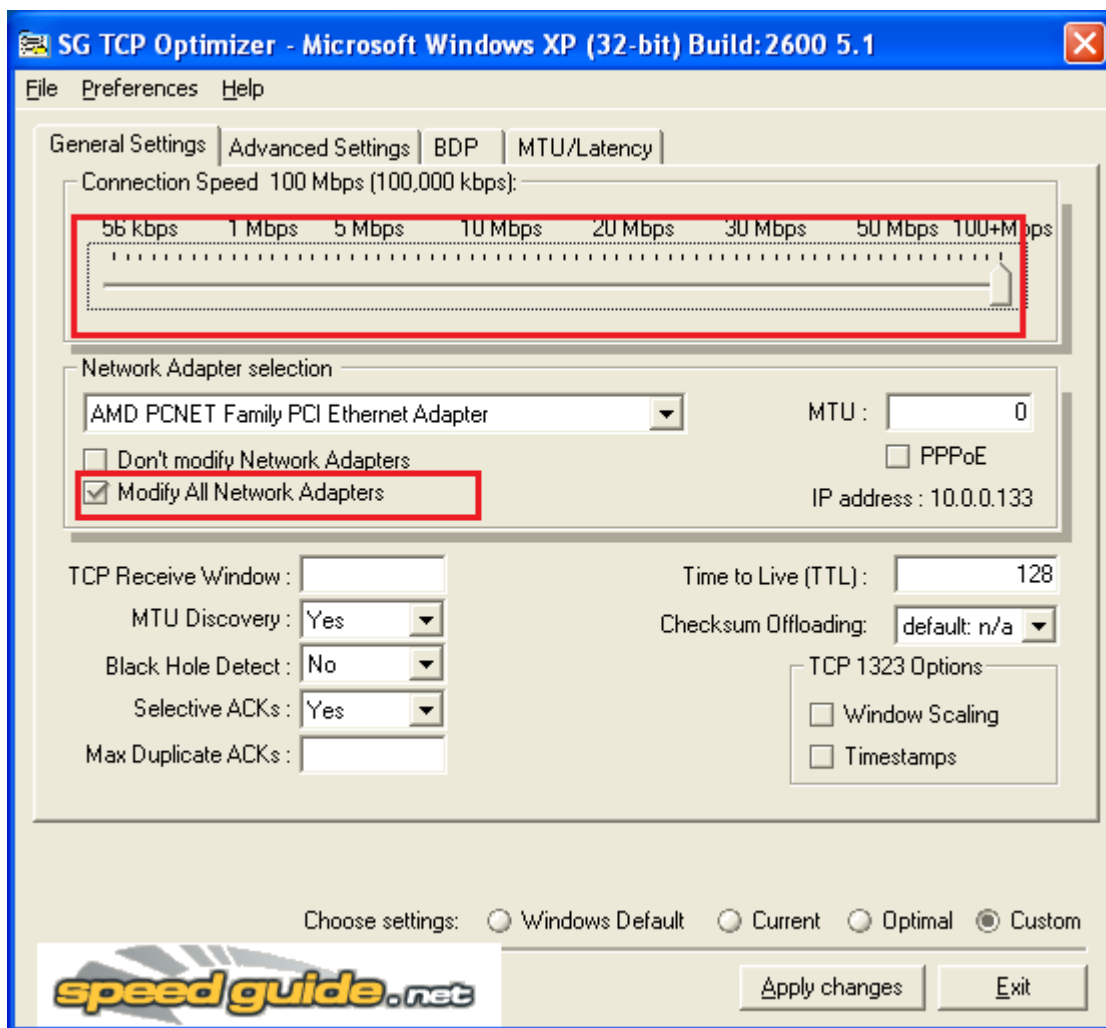 SG TCP Optimizer - Microsoft Windows XP (32-bit) Build:2600 5.1
File Preferences Help
General Settings Advanced Settings BDP MTU/Latency
Connection Speed 100 Mbps (100,000 kbps):
56 kbps 1 Mbps 5 Mbps 10 Mbps 20 Mbps 30 Mbps 50 Mbps 100+Mbps
Network Adapter selection
AMD PCNET Family PCI Ethernet Adapter MTU : 0
Don't modify Network Adapters PPPoE
Modify All Network Adapters IP address : 10.0.0.133
TCP Receive Window : Time to Live (TTL) : 128
MTU Discovery : Yes Checksum Offloading: default: n/a
Black Hole Detect : No TCP 1323 Options
Selective ACKs : Yes Window Scaling
Max Duplicate ACKs : Timestamps
Choose settings: Windows Default Current Optimal Custom
speedguide.net Apply changes Exit